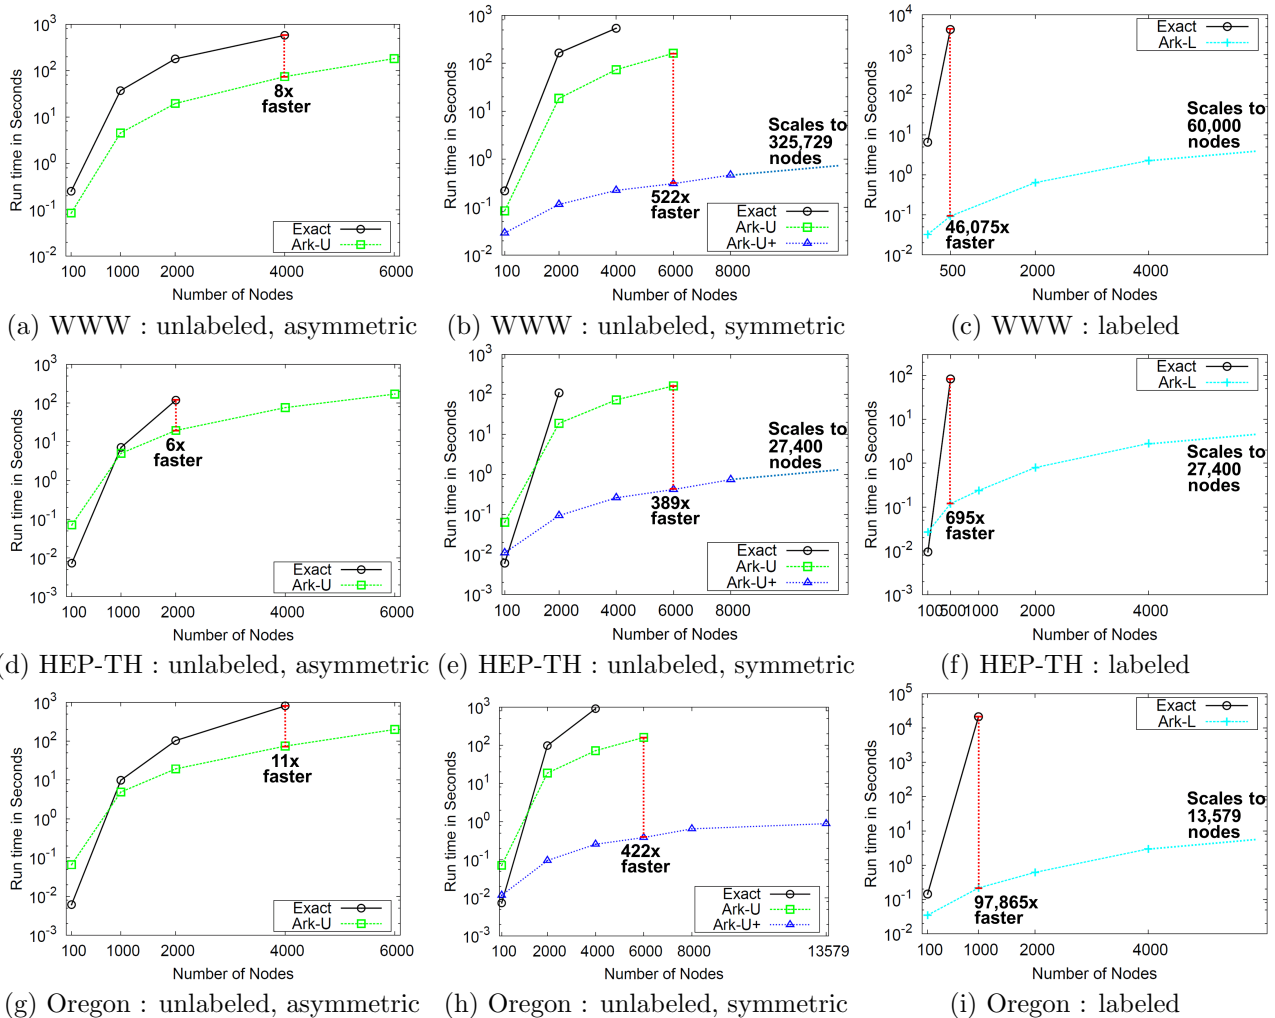 Run time in Seconds
10^3
10^2
10^1
10^0
10^-1
10^-2
8x
faster
Exact
Ark-U
100 1000 2000 4000 6000
Number of Nodes
(a) WWW : unlabeled, asymmetric
Run time in Seconds
10^3
10^2
10^1
10^0
10^-1
10^-2
Scales to
325,729
nodes
522x
faster
Exact
Ark-U
Ark-U+
100 2000 4000 6000 8000
Number of Nodes
(b) WWW : unlabeled, symmetric
Run time in Seconds
10^4
10^3
10^2
10^1
10^0
10^-1
10^-2
Exact
Ark-L
Scales to
60,000
nodes
46,075x
faster
500 2000 4000
Number of Nodes
(c) WWW : labeled
Run time in Seconds
10^3
10^2
10^1
10^0
10^-1
10^-2
10^-3
6x
faster
Exact
Ark-U
100 1000 2000 4000 6000
Number of Nodes
(d) HEP-TH : unlabeled, asymmetric
Run time in Seconds
10^3
10^2
10^1
10^0
10^-1
10^-2
10^-3
Scales to
27,400
nodes
389x
faster
Exact
Ark-U
Ark-U+
100 2000 4000 6000 8000
Number of Nodes
(e) HEP-TH : unlabeled, symmetric
Run time in Seconds
10^2
10^1
10^0
10^-1
10^-2
10^-3
Exact
Ark-L
Scales to
27,400
nodes
695x
faster
100 500 1000 2000 4000
Number of Nodes
(f) HEP-TH : labeled
Run time in Seconds
10^3
10^2
10^1
10^0
10^-1
10^-2
10^-3
11x
faster
Exact
Ark-U
100 1000 2000 4000 6000
Number of Nodes
(g) Oregon : unlabeled, asymmetric
Run time in Seconds
10^3
10^2
10^1
10^0
10^-1
10^-2
10^-3
422x
faster
Exact
Ark-U
Ark-U+
100 2000 4000 6000 8000 13579
Number of Nodes
(h) Oregon : unlabeled, symmetric
Run time in Seconds
10^5
10^4
10^3
10^2
10^1
10^0
10^-1
10^-2
Exact
Ark-L
Scales to
13,579
nodes
97,865x
faster
100 1000 2000 4000
Number of Nodes
(i) Oregon : labeled